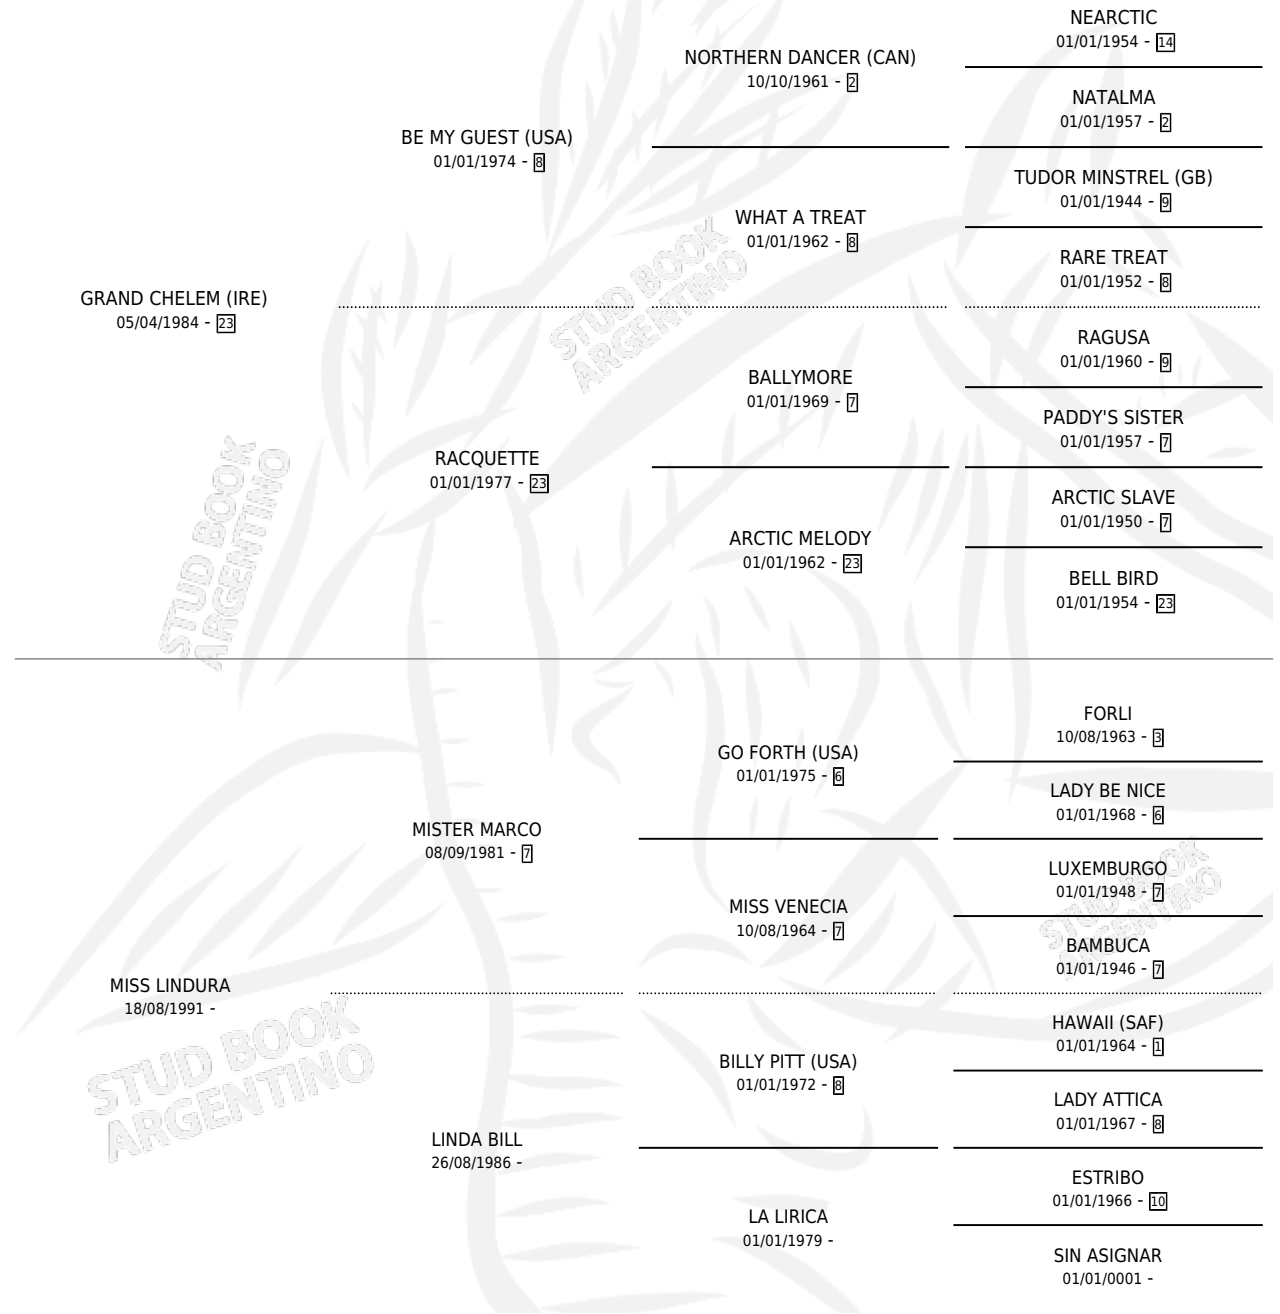 NEARCTIC
01/01/1954 - 14
NORTHERN DANCER (CAN)
10/10/1961 - 2
NATALMA
01/01/1957 - 2
BE MY GUEST (USA)
01/01/1974 - 8
TUDOR MINSTREL (GB)
01/01/1944 - 9
WHAT A TREAT
01/01/1962 - 8
RARE TREAT
01/01/1952 - 8
GRAND CHELEM (IRE)
05/04/1984 - 23
RAGUSA
01/01/1960 - 9
BALLYMORE
01/01/1969 - 7
PADDY'S SISTER
01/01/1957 - 7
RACQUETTE
01/01/1977 - 23
ARCTIC SLAVE
01/01/1950 - 7
ARCTIC MELODY
01/01/1962 - 23
BELL BIRD
01/01/1954 - 23
STUD BOOK
ARGENTINO
STUD BOOK
ARGENTINO
FORLI
10/08/1963 - 3
GO FORTH (USA)
01/01/1975 - 6
LADY BE NICE
01/01/1968 - 6
MISTER MARCO
08/09/1981 - 7
LUXEMBURGO
01/01/1948 - 7
MISS VENECIA
10/08/1964 - 7
BAMBUCA
01/01/1946 - 7
MISS LINDURA
18/08/1991 -
HAWAII (SAF)
01/01/1964 - 1
BILLY PITT (USA)
01/01/1972 - 8
LADY ATTICA
01/01/1967 - 8
LINDA BILL
26/08/1986 -
ESTRIBO
01/01/1966 - 10
LA LIRICA
01/01/1979 -
SIN ASIGNAR
01/01/0001 -
STUD BOOK
ARGENTINO
STUD BOOK
ARGENTINO